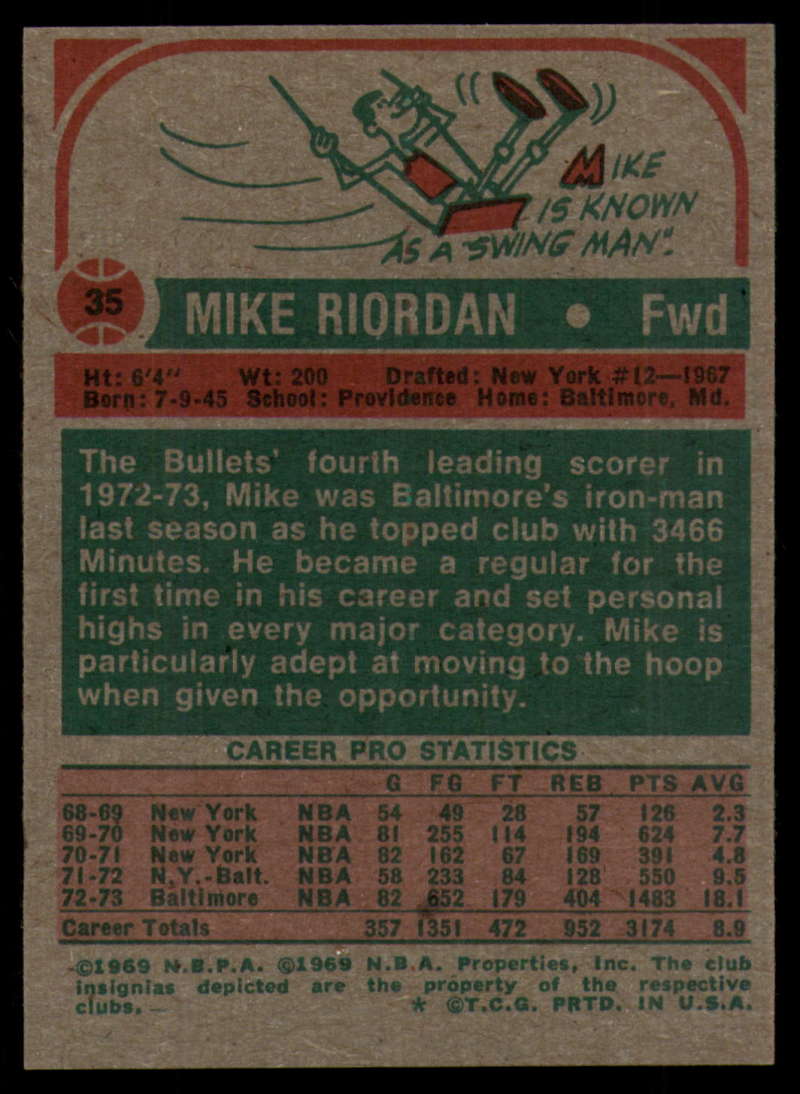 MIKE
IS KNOWN
AS A "SWING MAN".
35
MIKE RIORDAN • Fwd
Ht: 6'4" Wt: 200 Drafted: New York #12—1967
Born: 7-9-45 School: Providence Home: Baltimore, Md.
The Bullets' fourth leading scorer in
1972-73, Mike was Baltimore's iron-man
last season as he topped club with 3466
Minutes. He became a regular for the
first time in his career and set personal
highs in every major category. Mike is
particularly adept at moving to the hoop
when given the opportunity.
CAREER PRO STATISTICS
G FG FT REB PTS AVG
68-69 New York NBA 54 49 28 57 126 2.3
69-70 New York NBA 81 255 114 194 624 7.7
70-71 New York NBA 82 162 67 169 391 4.8
71-72 N.Y.-Balt. NBA 58 233 84 128 550 9.5
72-73 Baltimore NBA 82 652 179 404 1483 18.1
Career Totals 357 1351 472 952 3174 8.9
©1969 N.B.P.A. ©1969 N.B.A. Properties, Inc. The club
insignias depicted are the property of the respective
clubs. * ©T.C.G. PRTD. IN U.S.A.